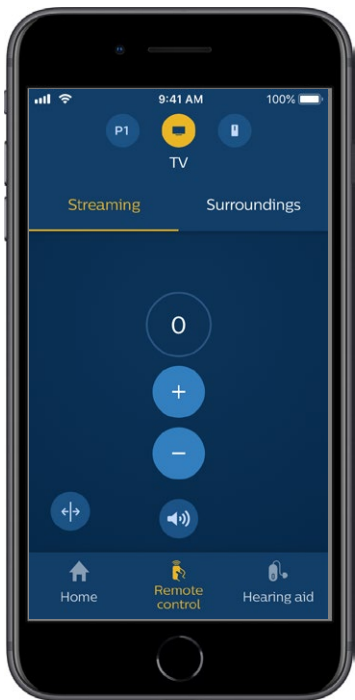 9:41 AM
100%
P1
TV
Streaming
Surroundings
0
+
−
Home
Remote
control
Hearing aid